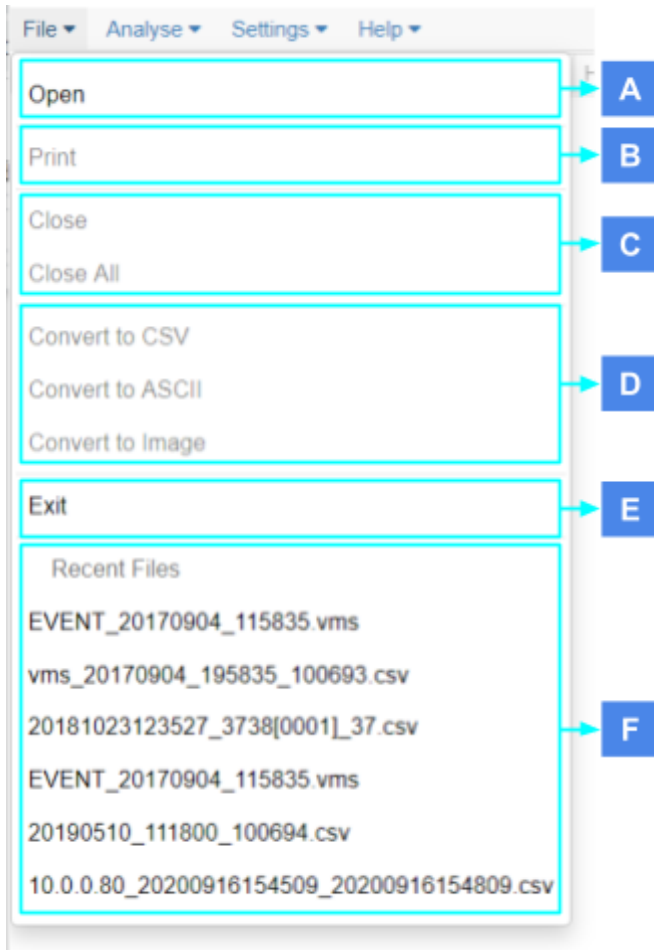 File Analyse Settings Help
Open A
Print B
Close
C
Close All
Convert to CSV
Convert to ASCII D
Convert to Image
Exit E
Recent Files
EVENT_20170904_115835.vms
vms_20170904_195835_100693.csv
20181023123527_3738[0001]_37.csv F
EVENT_20170904_115835.vms
20190510_111800_100694.csv
10.0.0.80_20200916154509_20200916154809.csv